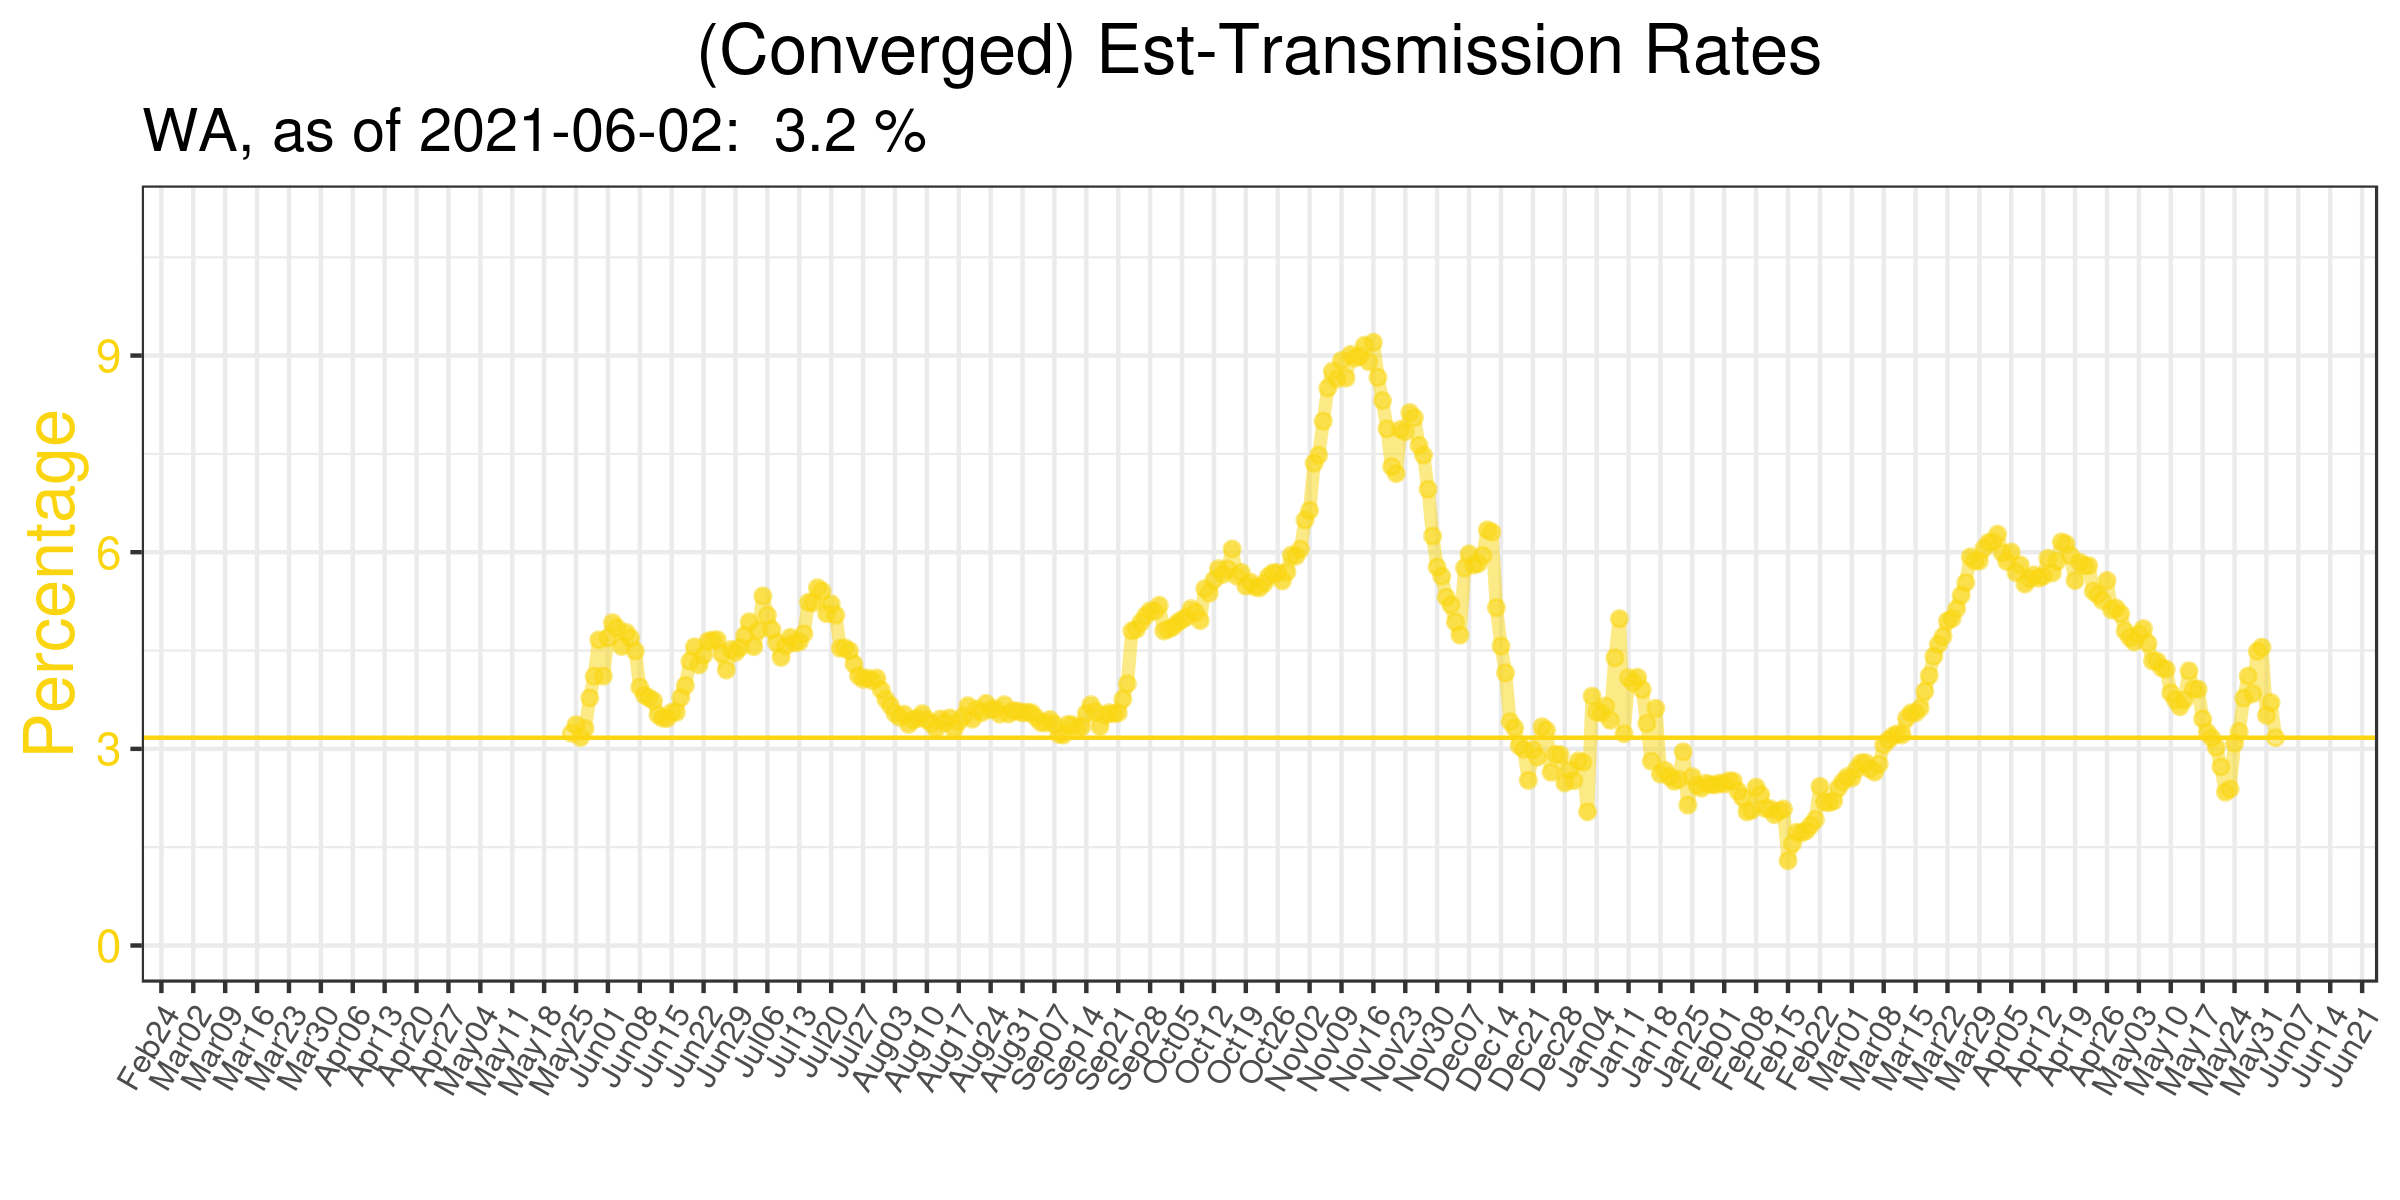 (Converged) Est-Transmission Rates
WA, as of 2021-06-02:  3.2 %
Percentage
9
6
3
0
Feb24
Mar02
Mar09
Mar16
Mar23
Mar30
Apr06
Apr13
Apr20
Apr27
May04
May11
May18
May25
Jun01
Jun08
Jun15
Jun22
Jun29
Jul06
Jul13
Jul20
Jul27
Aug03
Aug10
Aug17
Aug24
Aug31
Sep07
Sep14
Sep21
Sep28
Oct05
Oct12
Oct19
Oct26
Nov02
Nov09
Nov16
Nov23
Nov30
Dec07
Dec14
Dec21
Dec28
Jan04
Jan11
Jan18
Jan25
Feb01
Feb08
Feb15
Feb22
Mar01
Mar08
Mar15
Mar22
Mar29
Apr05
Apr12
Apr19
Apr26
May03
May10
May17
May24
May31
Jun07
Jun14
Jun21